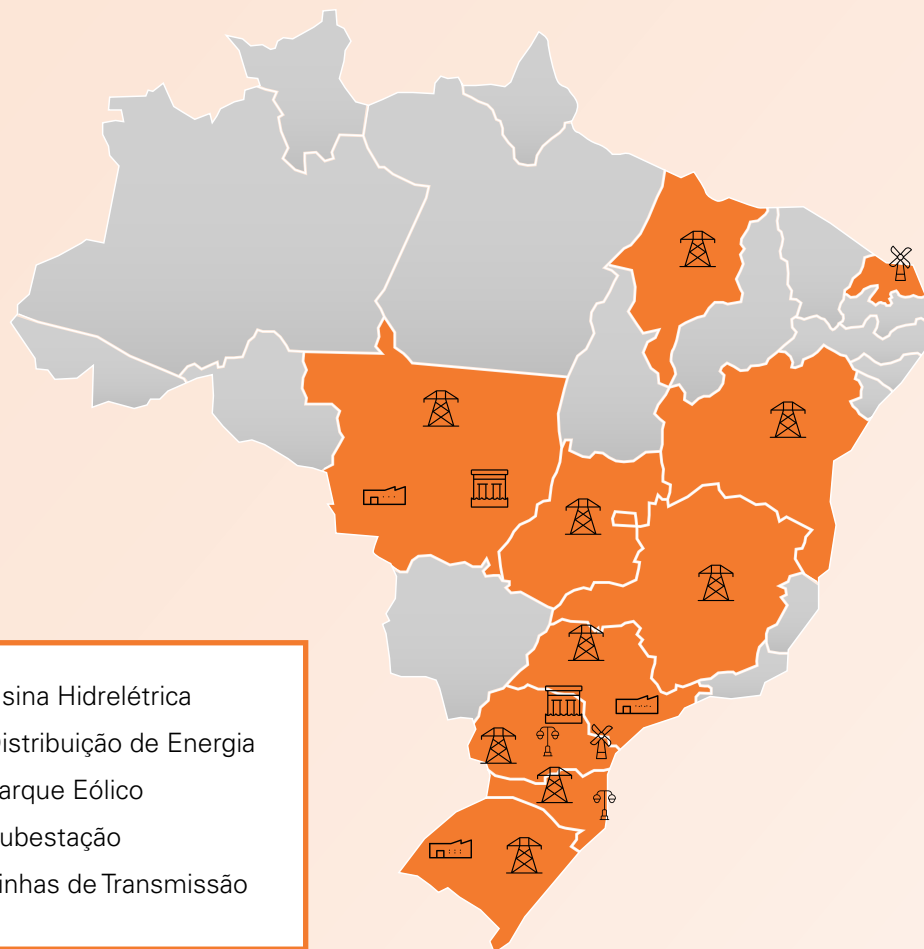 sina Hidrelétrica
istribuição de Energia
arque Eólico
ubestação
inhas de Transmissão